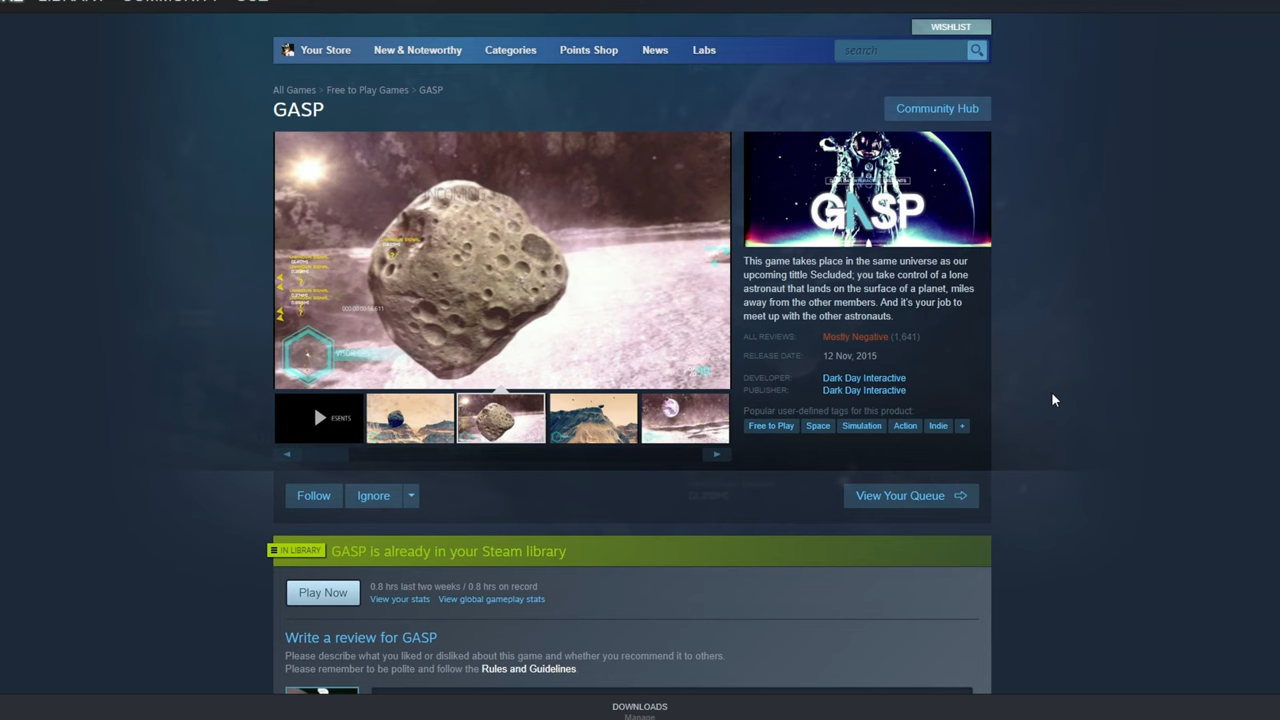 LIBRARY COMMUNITY
WISHLIST
Your Store New & Noteworthy Categories Points Shop News Labs search
All Games > Free to Play Games > GASP
GASP
Community Hub
GASP
This game takes place in the same universe as our
upcoming tittle Secluded; you take control of a lone
astronaut that lands on the surface of a planet, miles
away from the other members. And it's your job to
meet up with the other astronauts.
ALL REVIEWS: Mostly Negative (1,641)
RELEASE DATE: 12 Nov, 2015
DEVELOPER: Dark Day Interactive
PUBLISHER: Dark Day Interactive
Popular user-defined tags for this product:
Free to Play Space Simulation Action Indie +
ESENTS
Follow Ignore View Your Queue
IN LIBRARY GASP is already in your Steam library
Play Now
0.8 hrs last two weeks / 0.8 hrs on record
View your stats View global gameplay stats
Write a review for GASP
Please describe what you liked or disliked about this game and whether you recommend it to others.
Please remember to be polite and follow the Rules and Guidelines.
DOWNLOADS
Manage